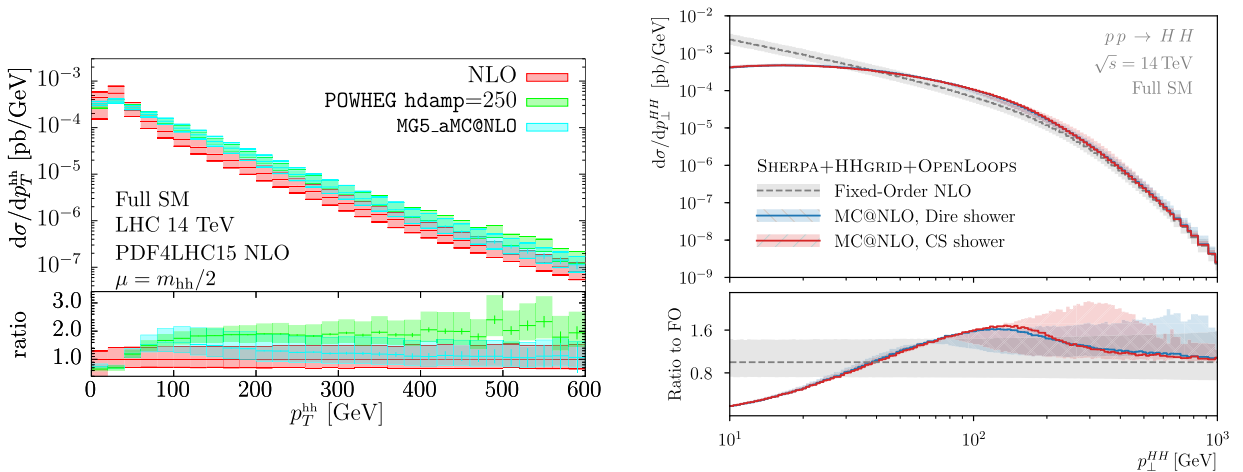 dσ/dp_T^hh [pb/GeV]
10⁻³
10⁻⁴
10⁻⁵
10⁻⁶
10⁻⁷
NLO
POWHEG hdamp=250
MG5_aMC@NLO
Full SM
LHC 14 TeV
PDF4LHC15 NLO
μ = m_hh/2
ratio
3.0
2.0
1.0
0 100 200 300 400 500 600
p_T^hh [GeV]
dσ/dp_⊥^HH [pb/GeV]
10⁻¹
10⁻²
10⁻³
10⁻⁴
10⁻⁵
10⁻⁶
10⁻⁷
10⁻⁸
10⁻⁹
p p → H H
√s = 14 TeV
Full SM
SHERPA+HHGRID+OPENLOOPS
Fixed-Order NLO
MC@NLO, Dire shower
MC@NLO, CS shower
Ratio to FO
1.6
0.8
10¹ 10² 10³
p_⊥^HH [GeV]